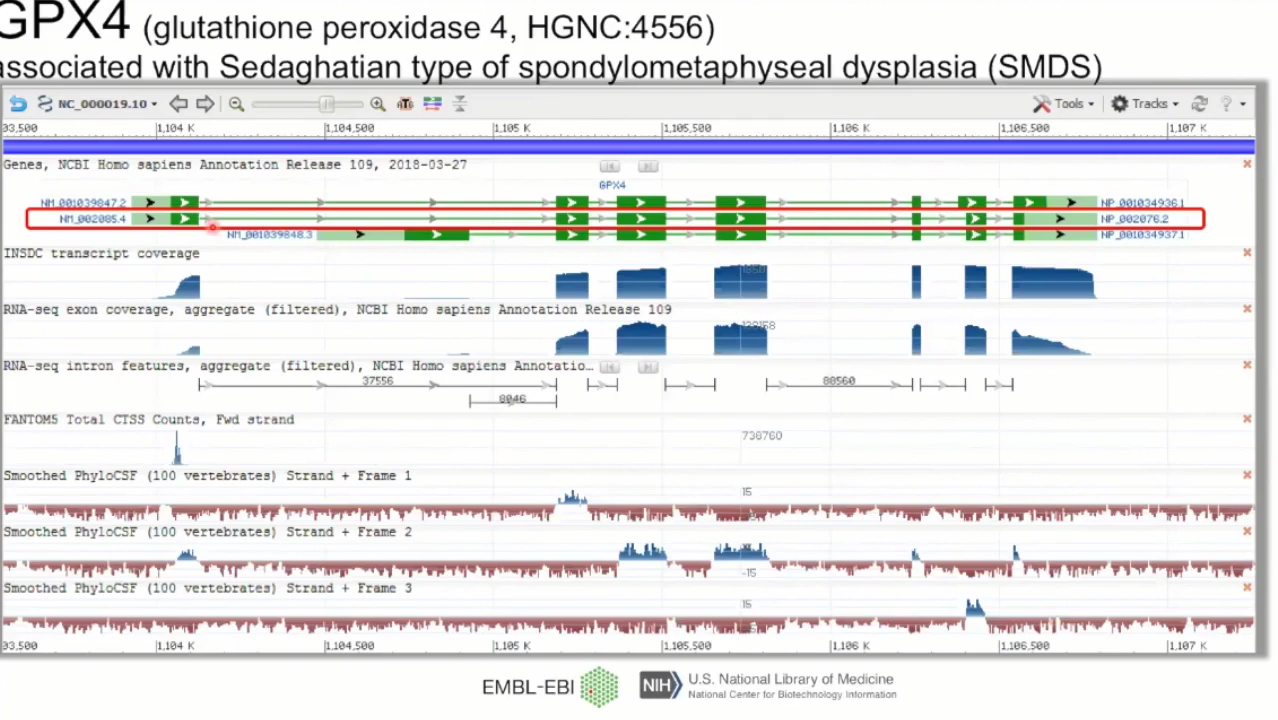 GPX4 (glutathione peroxidase 4, HGNC:4556)
associated with Sedaghatian type of spondylometaphyseal dysplasia (SMDS)
NC_000019.10
Tools
Tracks
?
03,500
1,104 K
1,104,500
1,105 K
1,105,500
1,106 K
1,106,500
1,107 K
Genes, NCBI Homo sapiens Annotation Release 109, 2018-03-27
GPX4
NM_001039847.2
NP_001034936.1
NM_002085.4
NP_002076.2
NM_001039848.3
NP_001034937.1
INSDC transcript coverage
RNA-seq exon coverage, aggregate (filtered), NCBI Homo sapiens Annotation Release 109
RNA-seq intron features, aggregate (filtered), NCBI Homo sapiens Annotatio…
37556
88560
8046
FANTOM5 Total CTSS Counts, Fwd strand
738760
Smoothed PhyloCSF (100 vertebrates) Strand + Frame 1
15
Smoothed PhyloCSF (100 vertebrates) Strand + Frame 2
-15
Smoothed PhyloCSF (100 vertebrates) Strand + Frame 3
15
03,500
1,104 K
1,104,500
1,105 K
1,105,500
1,106 K
1,106,500
1,107 K
EMBL-EBI
NIH
U.S. National Library of Medicine
National Center for Biotechnology Information